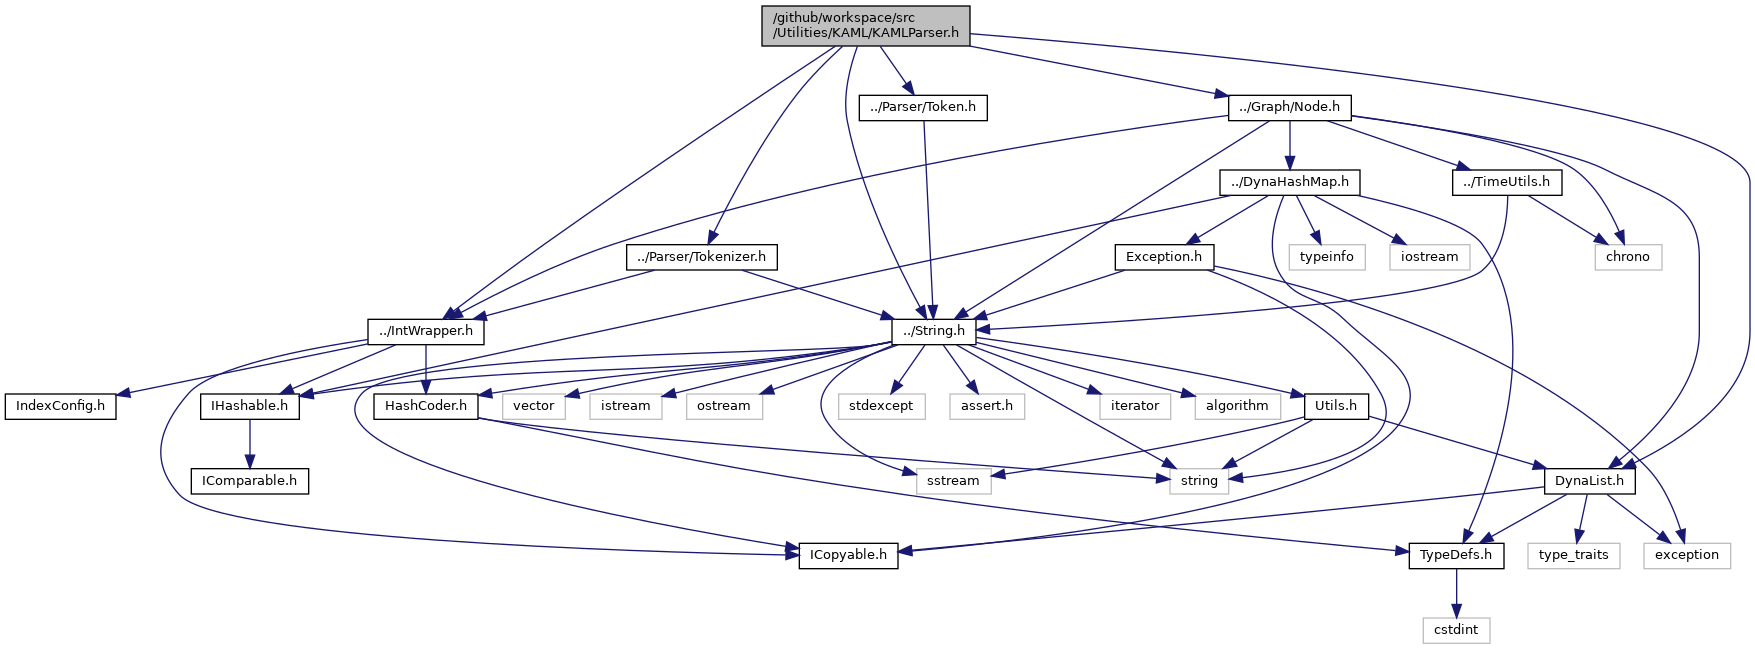 /github/workspace/src
/Utilities/KAML/KAMLParser.h
../Parser/Token.h
../Graph/Node.h
../DynaHashMap.h
../TimeUtils.h
../Parser/Tokenizer.h
Exception.h
typeinfo
iostream
chrono
../IntWrapper.h
../String.h
IndexConfig.h
IHashable.h
HashCoder.h
vector
istream
ostream
stdexcept
assert.h
iterator
algorithm
Utils.h
IComparable.h
sstream
string
DynaList.h
ICopyable.h
TypeDefs.h
type_traits
exception
cstdint